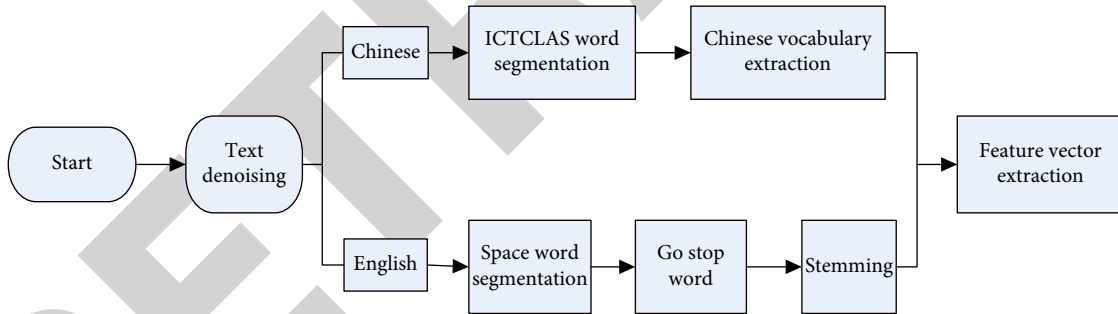 Start
Text
denoising
Chinese
ICTCLAS word
segmentation
Chinese vocabulary
extraction
English
Space word
segmentation
Go stop
word
Stemming
Feature vector
extraction